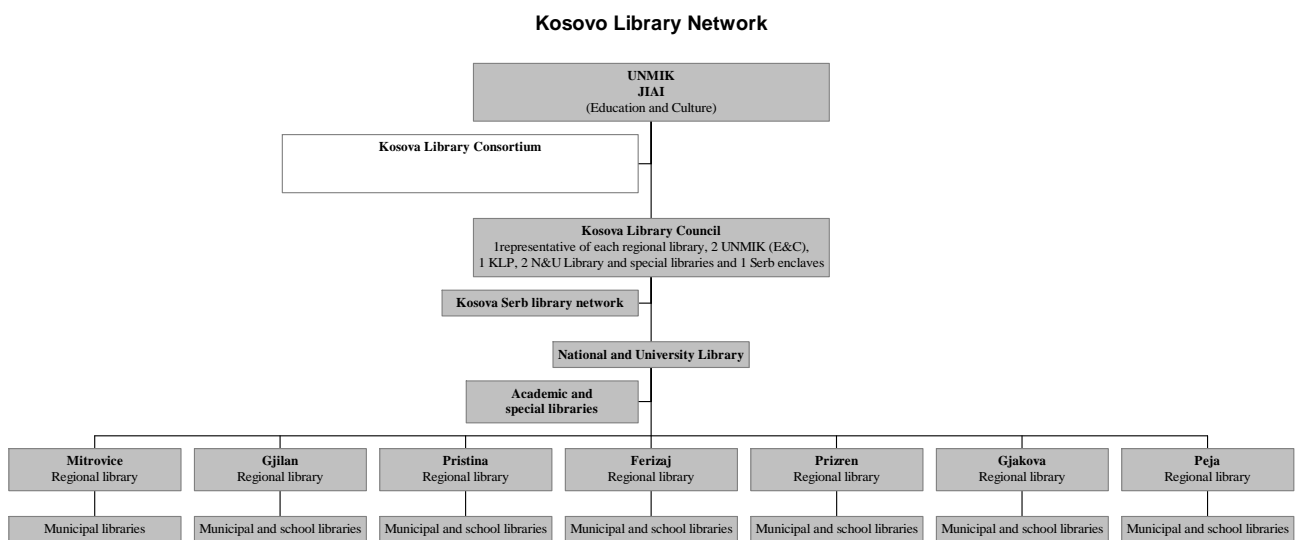 Kosovo Library Network
UNMIK
JIAI
(Education and Culture)
Kosova Library Consortium
Kosova Library Council
1representative of each regional library, 2 UNMIK (E&C),
1 KLP, 2 N&U Library and special libraries and 1 Serb enclaves
Kosova Serb library network
National and University Library
Academic and
special libraries
Mitrovice
Regional library
Gjilan
Regional library
Pristina
Regional library
Ferizaj
Regional library
Prizren
Regional library
Gjakova
Regional library
Peja
Regional library
Municipal libraries
Municipal and school libraries
Municipal and school libraries
Municipal and school libraries
Municipal and school libraries
Municipal and school libraries
Municipal and school libraries